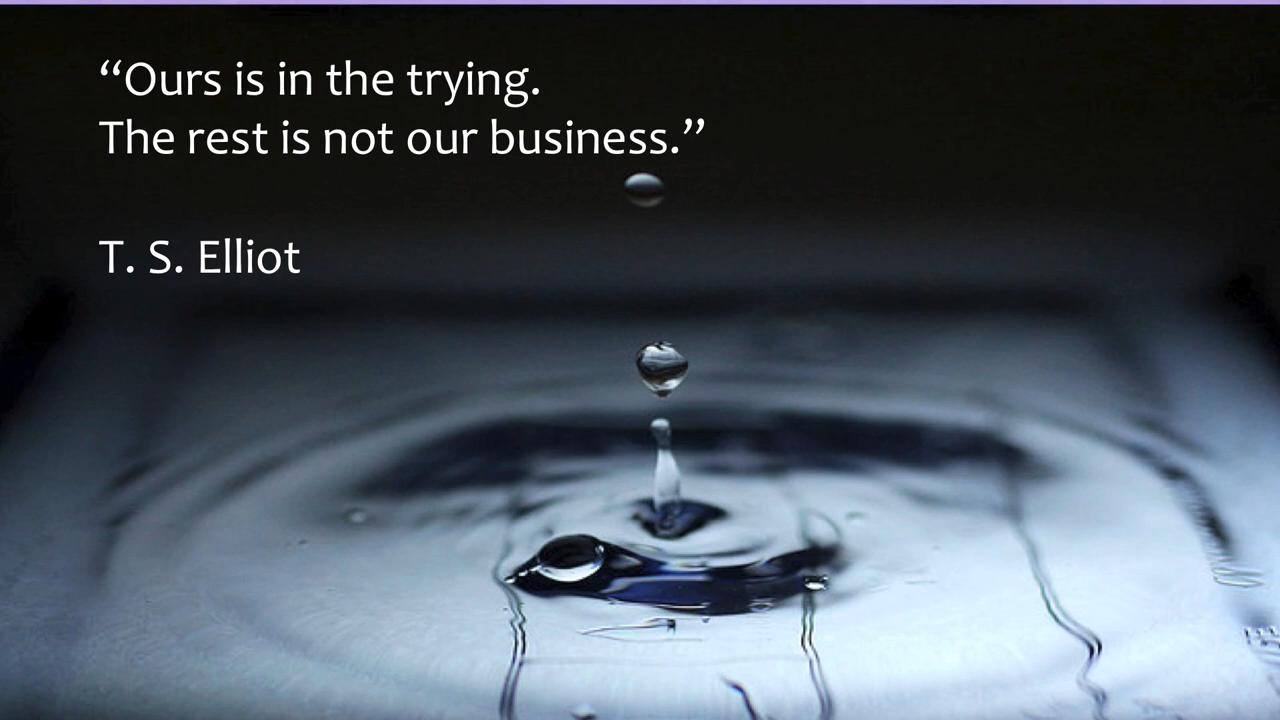 “Ours is in the trying.
The rest is not our business.”
T. S. Elliot